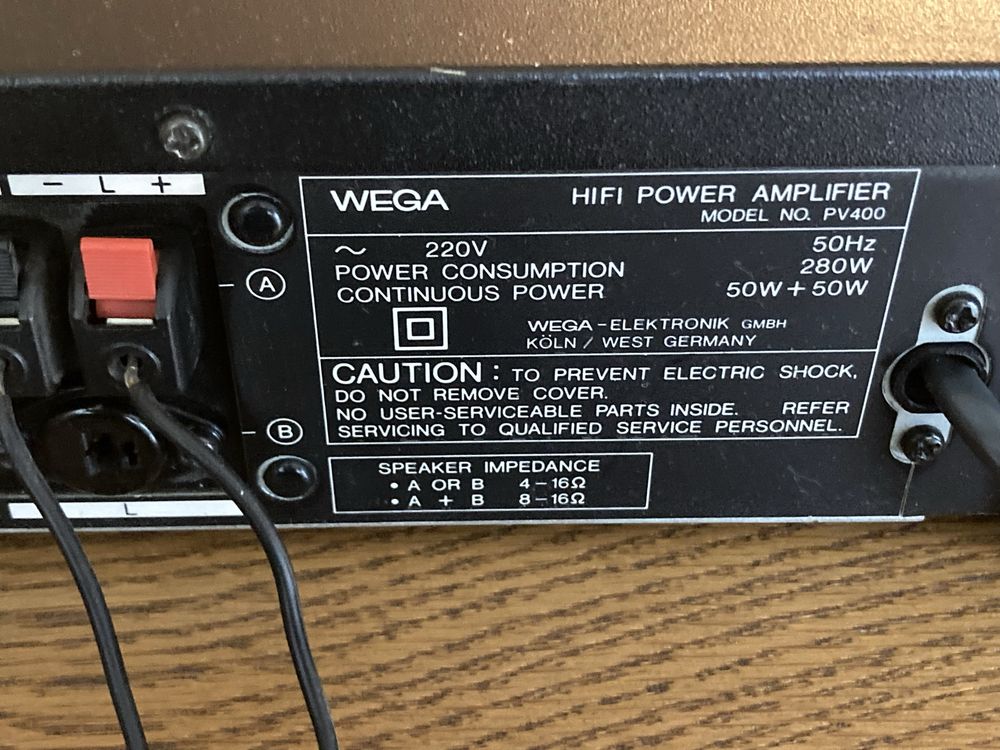 − L +
WEGA
HIFI POWER AMPLIFIER
MODEL NO. PV400
~ 220V 50Hz
POWER CONSUMPTION 280W
CONTINUOUS POWER 50W + 50W
WEGA - ELEKTRONIK GMBH
KÖLN / WEST GERMANY
CAUTION : TO PREVENT ELECTRIC SHOCK,
DO NOT REMOVE COVER.
NO USER-SERVICEABLE PARTS INSIDE. REFER
SERVICING TO QUALIFIED SERVICE PERSONNEL.
A
B
SPEAKER IMPEDANCE
• A OR B 4 - 16Ω
• A + B 8 - 16Ω
L